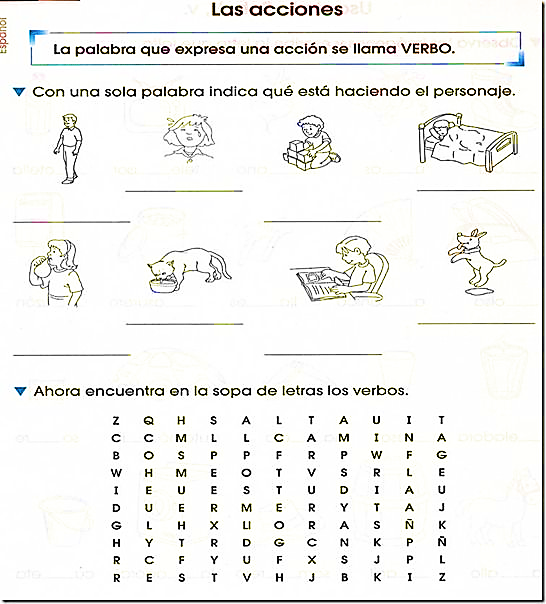 Las acciones
Español
La palabra que expresa una acción se llama VERBO.
Con una sola palabra indica qué está haciendo el personaje.
Ahora encuentra en la sopa de letras los verbos.
Z Q H S A L T A U I T
C C M L L C A M I N A
B O S P P F R P W F G
W H M E O T V S R L E
I E U E S T U D I A U
D U E R M E R Y T A J
G L H X LI O R A S Ñ K
H Y T R D G C N K P Ñ
R C F Y U F X S J P L
R E S T V H J B K I Z